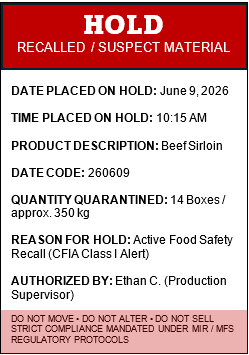 HOLD
RECALLED / SUSPECT MATERIAL
DATE PLACED ON HOLD: June 9, 2026
TIME PLACED ON HOLD: 10:15 AM
PRODUCT DESCRIPTION: Beef Sirloin
DATE CODE: 260609
QUANTITY QUARANTINED: 14 Boxes /
approx. 350 kg
REASON FOR HOLD: Active Food Safety
Recall (CFIA Class I Alert)
AUTHORIZED BY: Ethan C. (Production
Supervisor)
DO NOT MOVE • DO NOT ALTER • DO NOT SELL
STRICT COMPLIANCE MANDATED UNDER MIR / MFS
REGULATORY PROTOCOLS